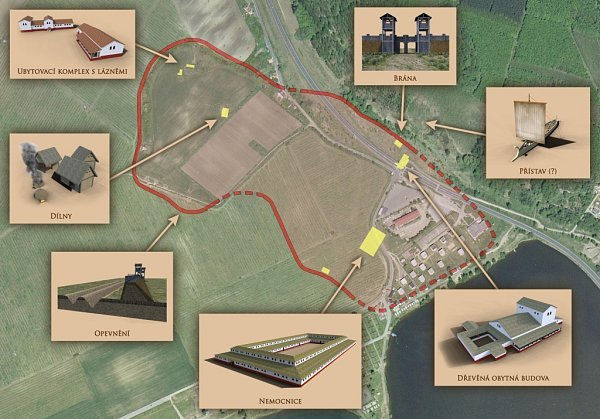 Ubytovací komplex s lázněmi
Brána
Přístav (?)
Dílny
Opevnění
Nemocnice
Dřevěná obytná budova